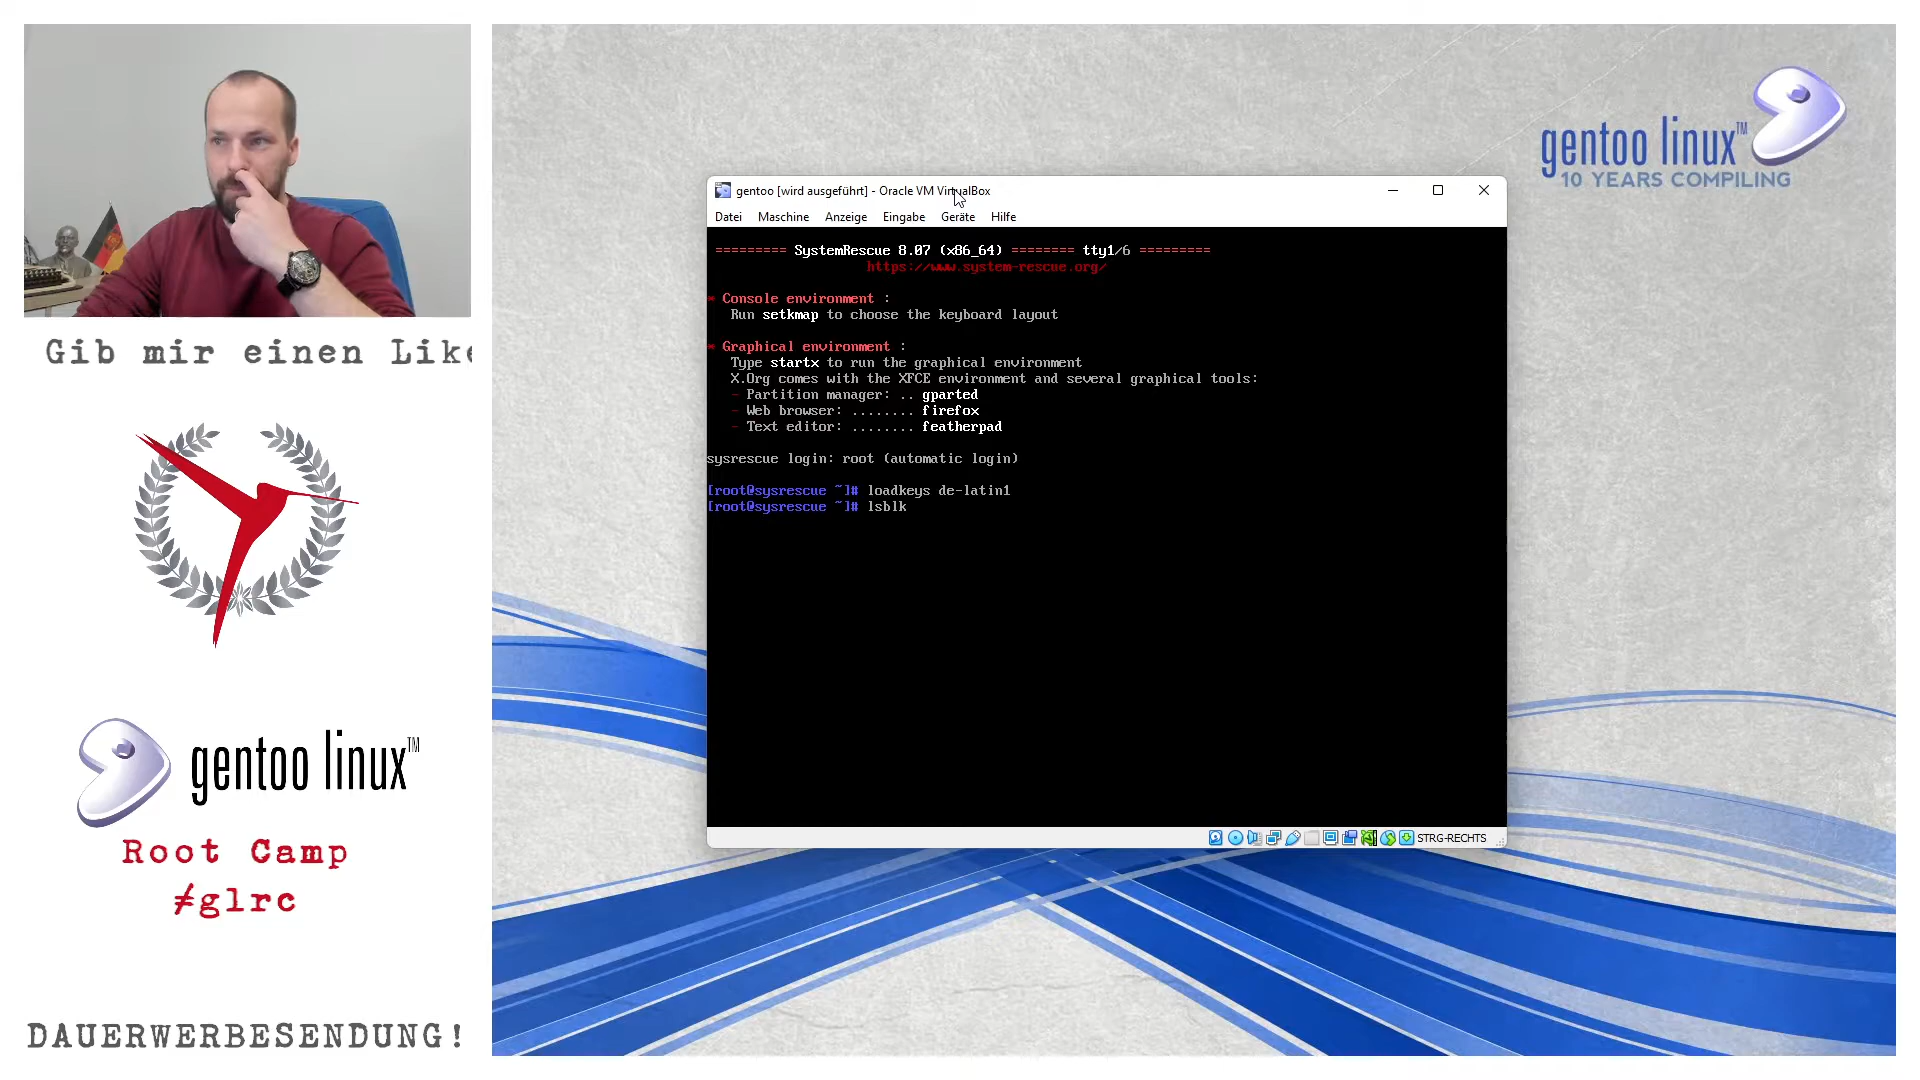 Gib mir einen Like
gentoo linux™
Root Camp
≠glrc
DAUERWERBESENDUNG!
gentoo linux™
10 YEARS COMPILING
gentoo [wird ausgeführt] - Oracle VM VirtualBox
Datei Maschine Anzeige Eingabe Geräte Hilfe
========= SystemRescue 8.07 (x86_64) ======== tty1/6 =========
https://www.system-rescue.org/
* Console environment :
Run setkmap to choose the keyboard layout
* Graphical environment :
Type startx to run the graphical environment
X.Org comes with the XFCE environment and several graphical tools:
- Partition manager: .. gparted
- Web browser: ........ firefox
- Text editor: ........ featherpad
sysrescue login: root (automatic login)
[root@sysrescue ~]# loadkeys de-latin1
[root@sysrescue ~]# lsblk
STRG-RECHTS